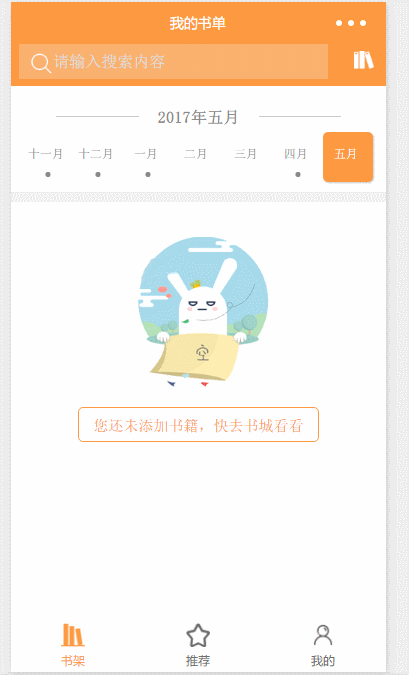 我的书单
请输入搜索内容
2017年五月
十一月 十二月 一月 二月 三月 四月 五月
空
您还未添加书籍，快去书城看看
书架 推荐 我的